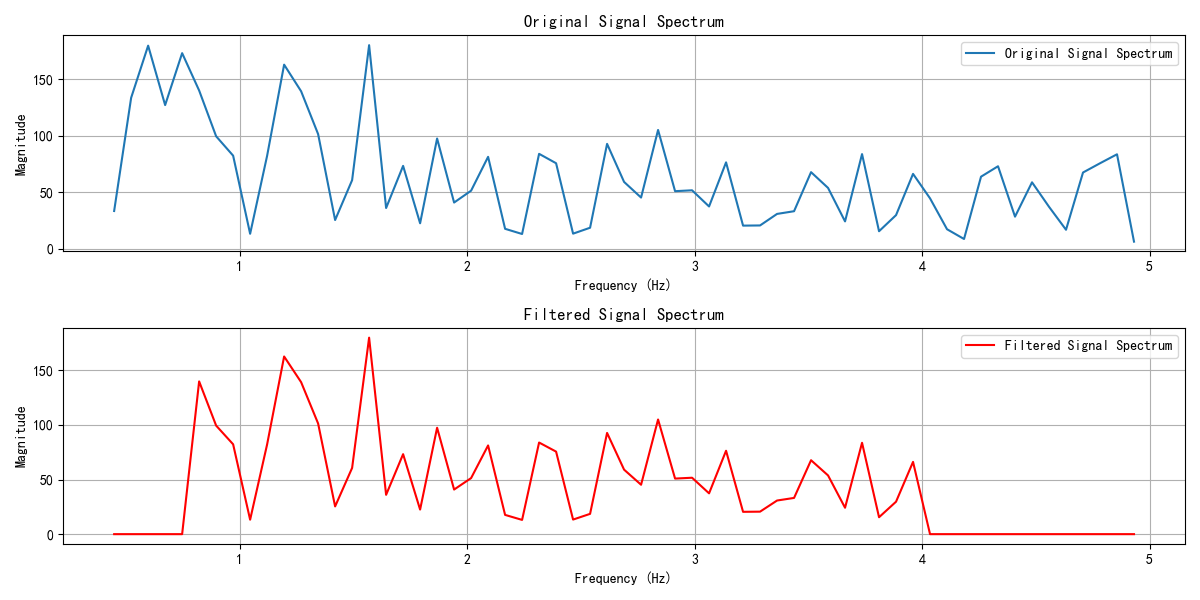 Original Signal Spectrum
Original Signal Spectrum
Magnitude
150
100
50
0
1 2 3 4 5
Frequency (Hz)
Filtered Signal Spectrum
Filtered Signal Spectrum
Magnitude
150
100
50
0
1 2 3 4 5
Frequency (Hz)